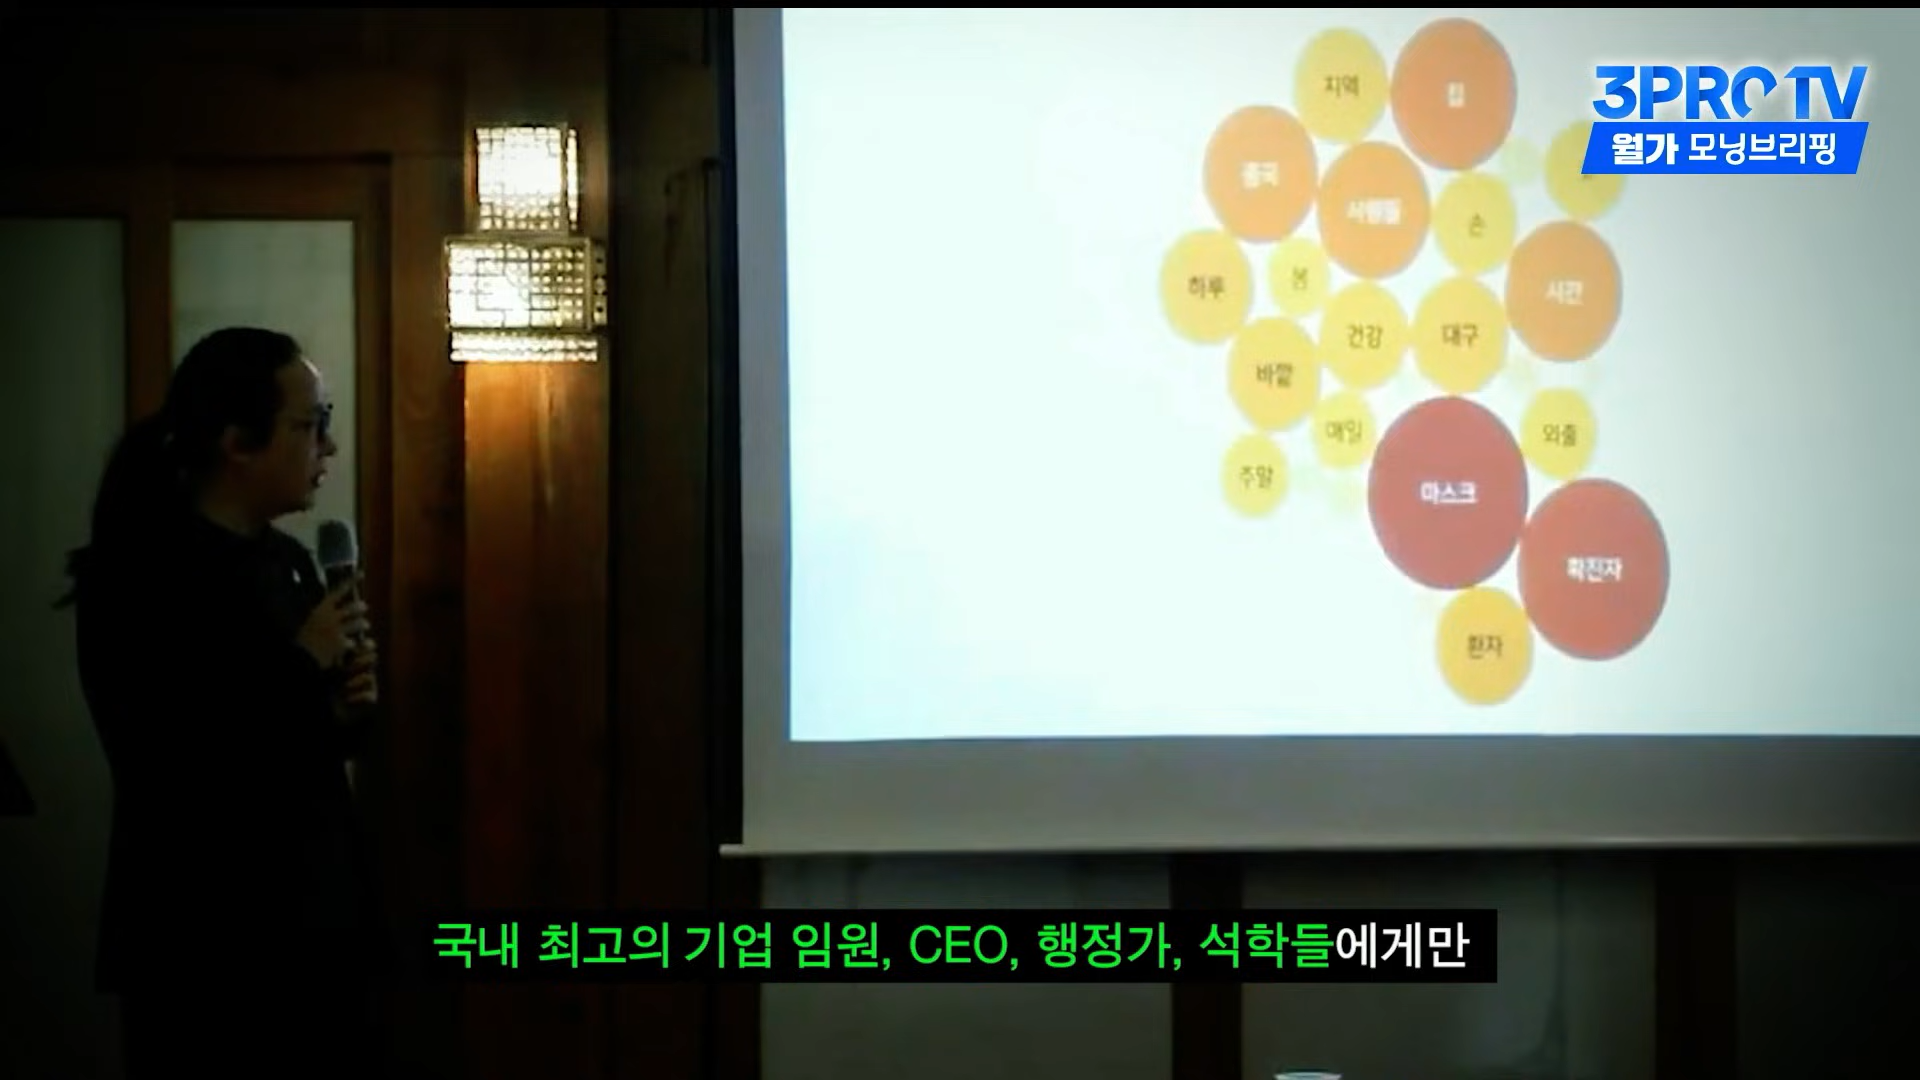 3PRO TV
월가 모닝브리핑
지역
집
중국
사람들
손
하루
봄
시간
건강
대구
바깥
매일
외출
주말
마스크
확진자
환자
국내 최고의 기업 임원, CEO, 행정가, 석학들에게만